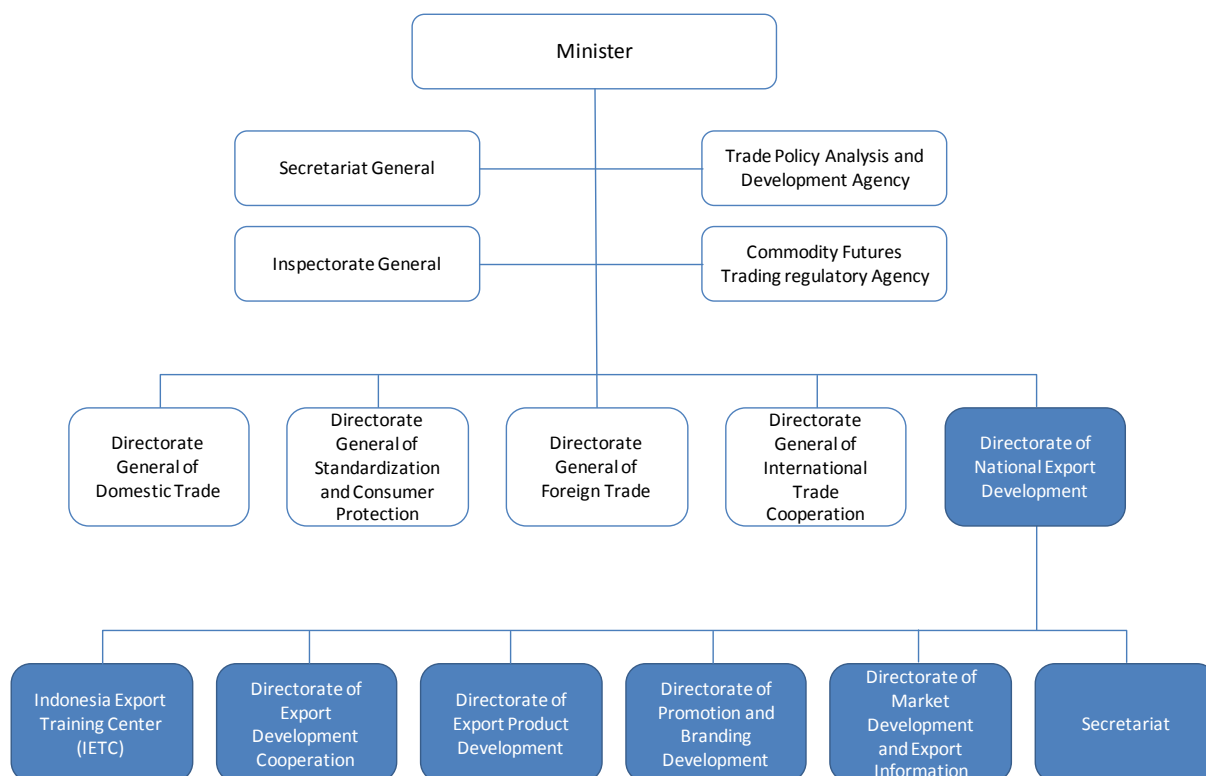 Minister
Secretariat General
Trade Policy Analysis and
Development Agency
Inspectorate General
Commodity Futures
Trading regulatory Agency
Directorate
General of
Domestic Trade
Directorate
General of
Standardization
and Consumer
Protection
Directorate
General of
Foreign Trade
Directorate
General of
International
Trade
Cooperation
Directorate of
National Export
Development
Indonesia Export
Training Center
(IETC)
Directorate of
Export
Development
Cooperation
Directorate of
Export Product
Development
Directorate of
Promotion and
Branding
Development
Directorate of
Market
Development
and Export
Information
Secretariat